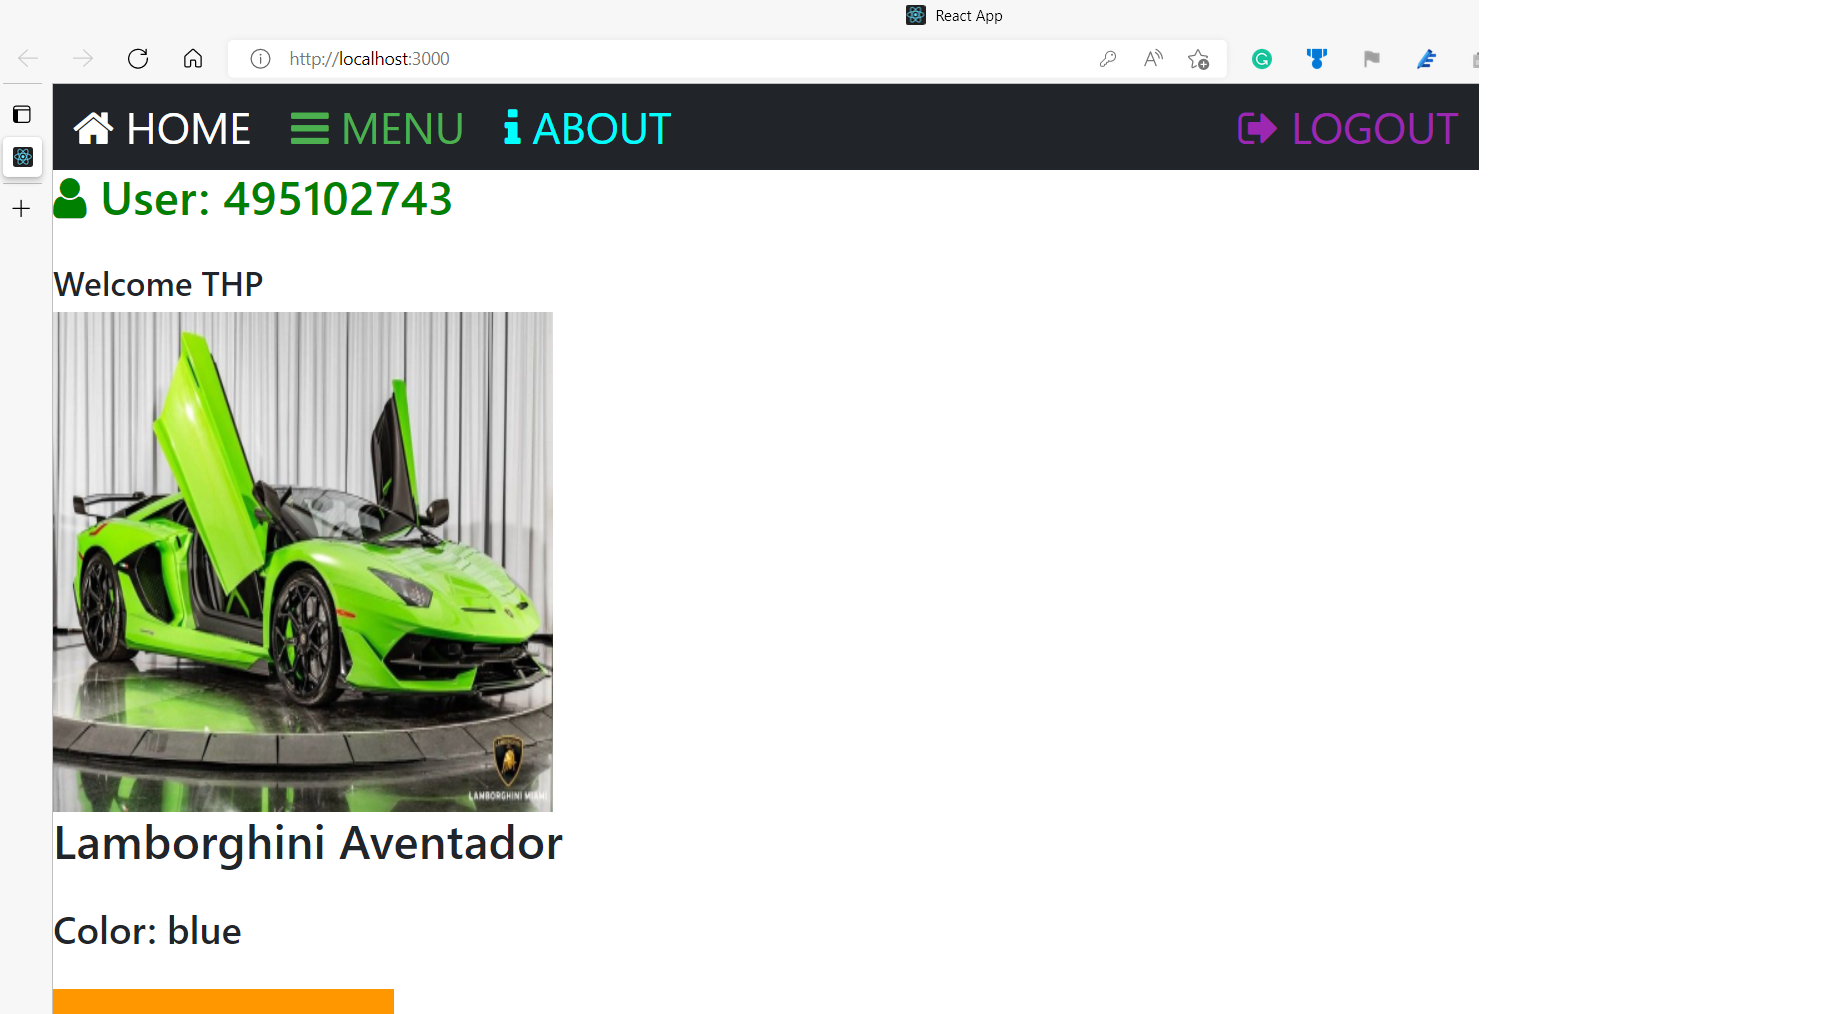 React App
http://localhost:3000
HOME MENU ABOUT LOGOUT
User: 495102743
Welcome THP
LAMBORGHINI MIAMI
Lamborghini Aventador
Color: blue